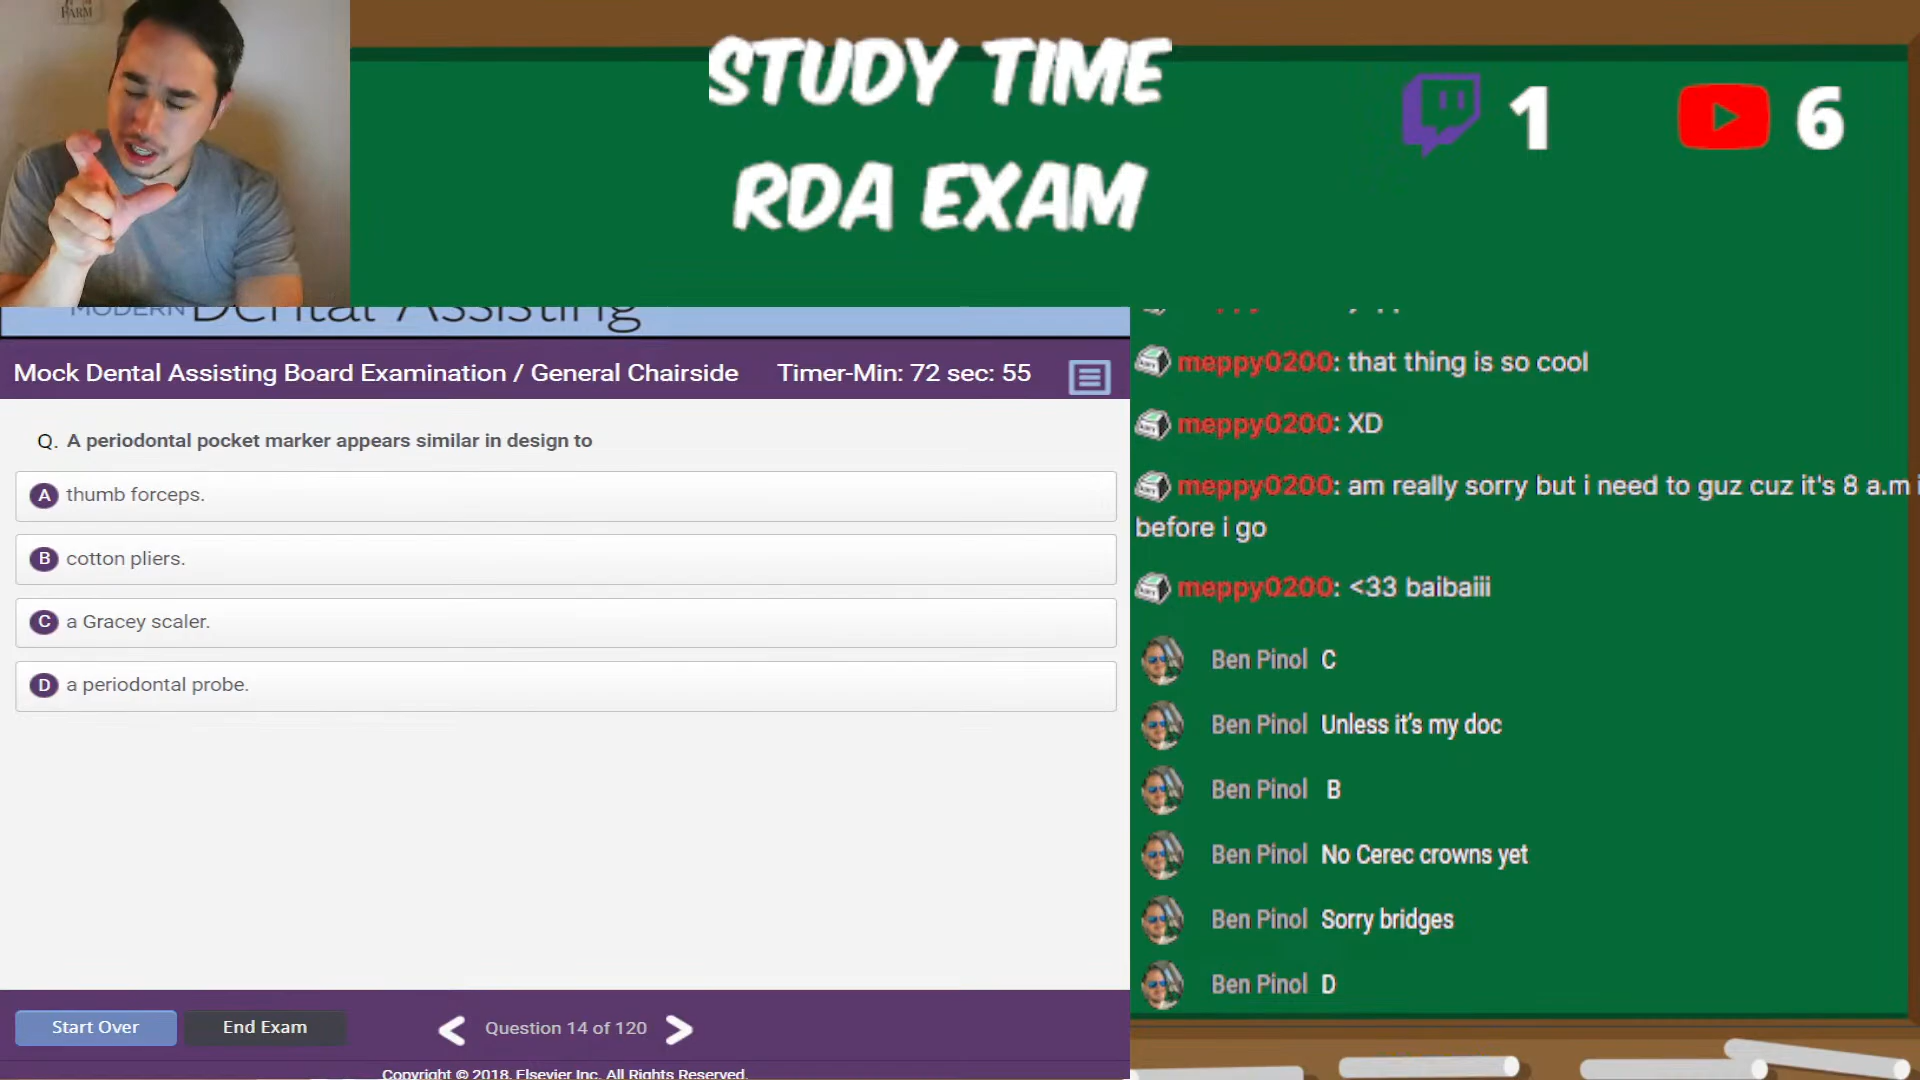 FARM
STUDY TIME
RDA EXAM
1
6
MODERN Dental Assisting
Mock Dental Assisting Board Examination / General Chairside
Timer-Min: 72 sec: 55
Q. A periodontal pocket marker appears similar in design to
A thumb forceps.
B cotton pliers.
C a Gracey scaler.
D a periodontal probe.
Start Over
End Exam
Question 14 of 120
Copyright © 2018, Elsevier Inc. All Rights Reserved.
meppy0200: that thing is so cool
meppy0200: XD
meppy0200: am really sorry but i need to guz cuz it's 8 a.m i
before i go
meppy0200: <33 baibaiii
Ben Pinol C
Ben Pinol Unless it's my doc
Ben Pinol B
Ben Pinol No Cerec crowns yet
Ben Pinol Sorry bridges
Ben Pinol D